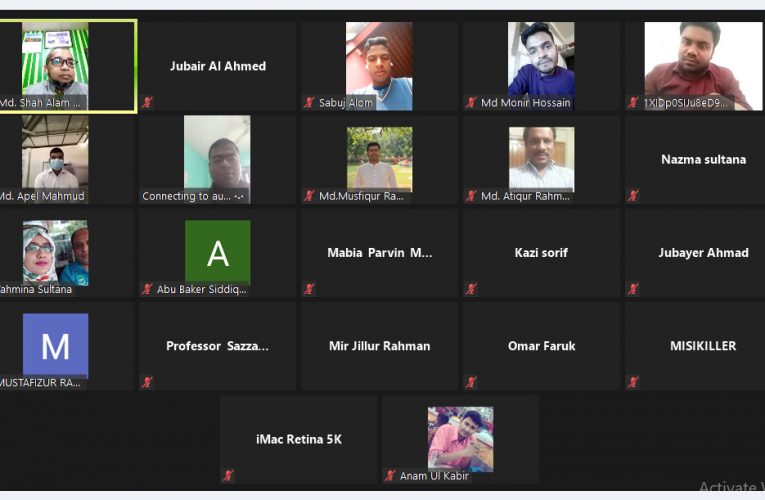 Md. Shah Alam ...
Jubair Al Ahmed
Sabuj Alom
Md Monir Hossain
1XJDp0SIJu8eD9...
Md. Apel Mahmud
Connecting to au...
Md.Musfiqur Ra...
Md. Atiqur Rahm...
Nazma sultana
Tahmina Sultana
A
Abu Baker Siddiq...
Mabia Parvin M...
Kazi sorif
Jubayer Ahmad
M
MUSTAFIZUR RA...
Professor Sazza...
Mir Jillur Rahman
Omar Faruk
MISIKILLER
iMac Retina 5K
Anam Ul Kabir
Activate